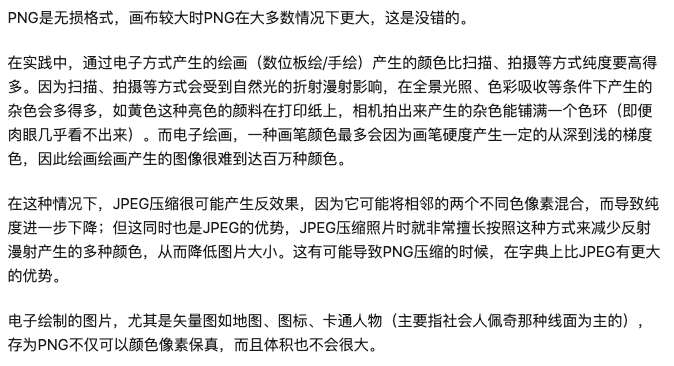 PNG是无损格式，画布较大时PNG在大多数情况下更大，这是没错的。
在实践中，通过电子方式产生的绘画（数位板绘/手绘）产生的颜色比扫描、拍摄等方式纯度要高得
多。因为扫描、拍摄等方式会受到自然光的折射漫射影响，在全景光照、色彩吸收等条件下产生的
杂色会多得多，如黄色这种亮色的颜料在打印纸上，相机拍出来产生的杂色能铺满一个色环（即便
肉眼几乎看不出来）。而电子绘画，一种画笔颜色最多会因为画笔硬度产生一定的从深到浅的梯度
色，因此绘画绘画产生的图像很难到达百万种颜色。
在这种情况下，JPEG压缩很可能产生反效果，因为它可能将相邻的两个不同色像素混合，而导致纯
度进一步下降；但这同时也是JPEG的优势，JPEG压缩照片时就非常擅长按照这种方式来减少反射
漫射产生的多种颜色，从而降低图片大小。这有可能导致PNG压缩的时候，在字典上比JPEG有更大
的优势。
电子绘制的图片，尤其是矢量图如地图、图标、卡通人物（主要指社会人佩奇那种线面为主的），
存为PNG不仅可以颜色像素保真，而且体积也不会很大。